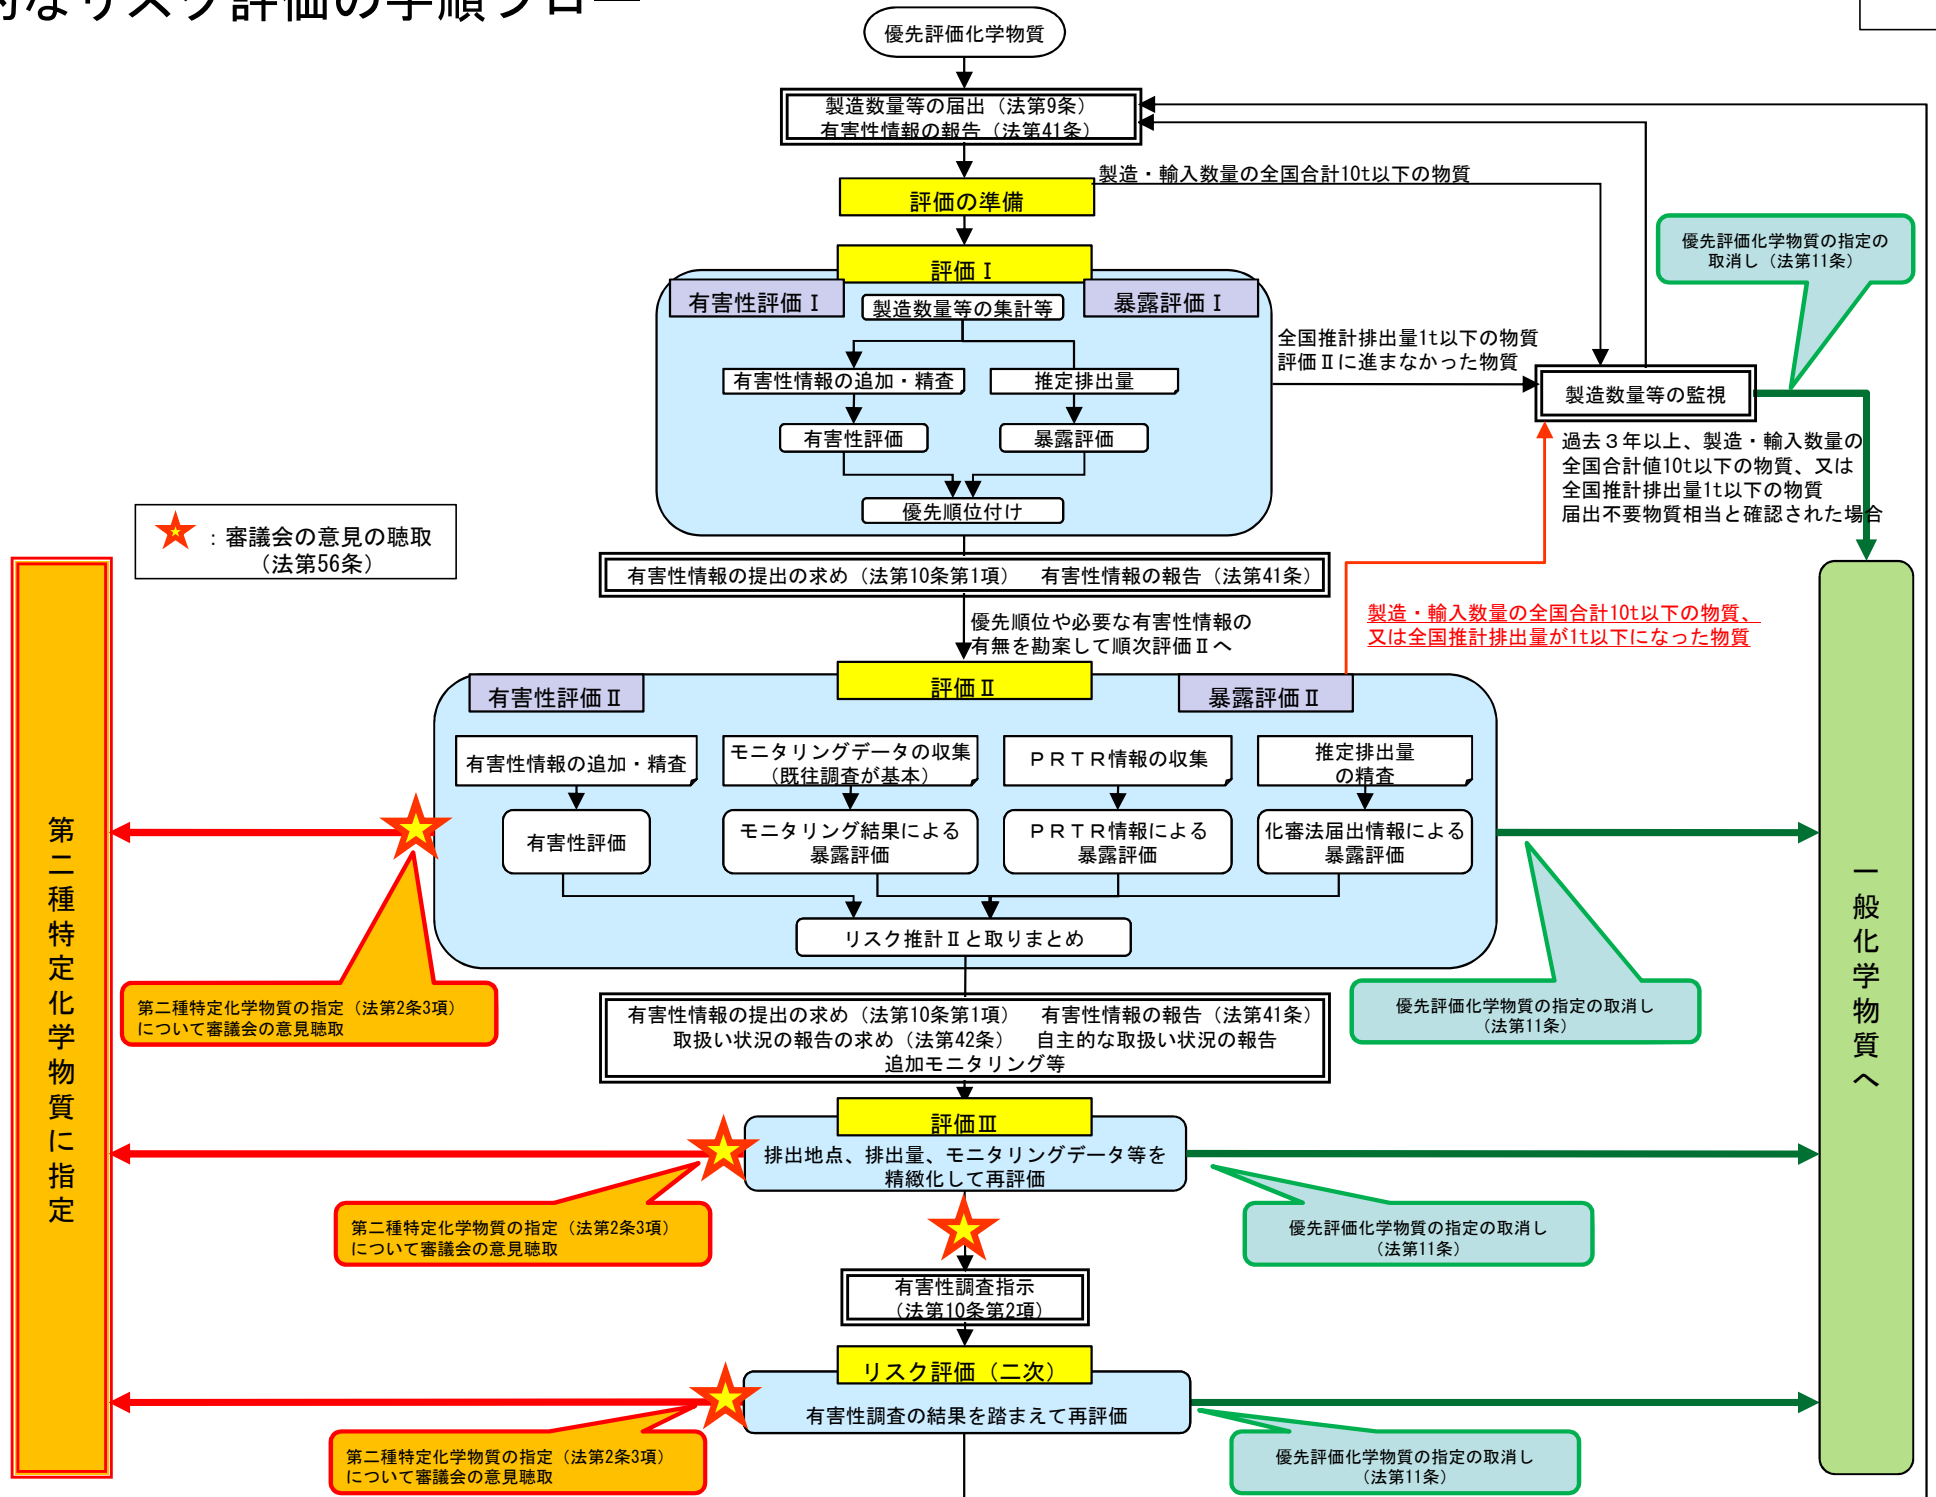 的なリスク評価の手順フロー
優先評価化学物質
製造数量等の届出（法第9条）
有害性情報の報告（法第41条）
製造・輸入数量の全国合計10t以下の物質
評価の準備
優先評価化学物質の指定の
取消し（法第11条）
評価Ⅰ
有害性評価Ⅰ
製造数量等の集計等
暴露評価Ⅰ
全国推計排出量1t以下の物質
評価Ⅱに進まなかった物質
有害性情報の追加・精査
推定排出量
製造数量等の監視
有害性評価
暴露評価
過去３年以上、製造・輸入数量の
全国合計値10t以下の物質、又は
全国推計排出量1t以下の物質
届出不要物質相当と確認された場合
優先順位付け
：審議会の意見の聴取
（法第56条）
有害性情報の提出の求め（法第10条第1項）　有害性情報の報告（法第41条）
優先順位や必要な有害性情報の
有無を勘案して順次評価Ⅱへ
製造・輸入数量の全国合計10t以下の物質、
又は全国推計排出量が1t以下になった物質
評価Ⅱ
有害性評価Ⅱ
暴露評価Ⅱ
有害性情報の追加・精査
モニタリングデータの収集
（既往調査が基本）
ＰＲＴＲ情報の収集
推定排出量
の精査
有害性評価
モニタリング結果による
暴露評価
ＰＲＴＲ情報による
暴露評価
化審法届出情報による
暴露評価
リスク推計Ⅱと取りまとめ
第二種特定化学物質に指定
一般化学物質へ
第二種特定化学物質の指定（法第2条3項）
について審議会の意見聴取
優先評価化学物質の指定の取消し
（法第11条）
有害性情報の提出の求め（法第10条第1項）　有害性情報の報告（法第41条）
取扱い状況の報告の求め（法第42条）　自主的な取扱い状況の報告
追加モニタリング等
評価Ⅲ
排出地点、排出量、モニタリングデータ等を
精緻化して再評価
第二種特定化学物質の指定（法第2条3項）
について審議会の意見聴取
優先評価化学物質の指定の取消し
（法第11条）
有害性調査指示
（法第10条第2項）
リスク評価（二次）
有害性調査の結果を踏まえて再評価
第二種特定化学物質の指定（法第2条3項）
について審議会の意見聴取
優先評価化学物質の指定の取消し
（法第11条）